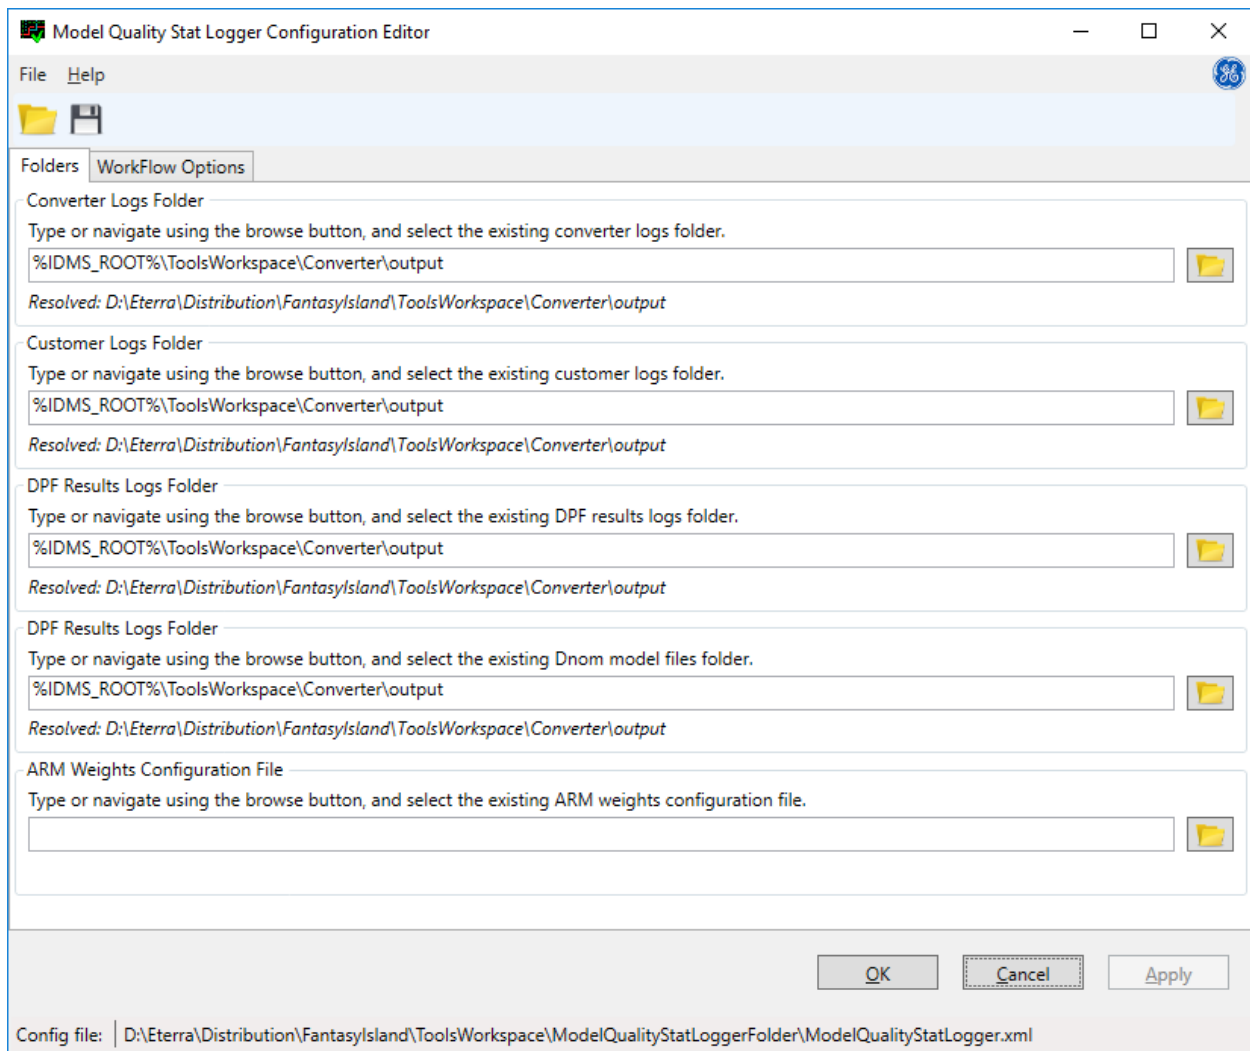 Model Quality Stat Logger Configuration Editor
File Help
Folders WorkFlow Options
Converter Logs Folder
Type or navigate using the browse button, and select the existing converter logs folder.
%IDMS_ROOT%\ToolsWorkspace\Converter\output
Resolved: D:\Eterra\Distribution\FantasyIsland\ToolsWorkspace\Converter\output
Customer Logs Folder
Type or navigate using the browse button, and select the existing customer logs folder.
%IDMS_ROOT%\ToolsWorkspace\Converter\output
Resolved: D:\Eterra\Distribution\FantasyIsland\ToolsWorkspace\Converter\output
DPF Results Logs Folder
Type or navigate using the browse button, and select the existing DPF results logs folder.
%IDMS_ROOT%\ToolsWorkspace\Converter\output
Resolved: D:\Eterra\Distribution\FantasyIsland\ToolsWorkspace\Converter\output
DPF Results Logs Folder
Type or navigate using the browse button, and select the existing Dnom model files folder.
%IDMS_ROOT%\ToolsWorkspace\Converter\output
Resolved: D:\Eterra\Distribution\FantasyIsland\ToolsWorkspace\Converter\output
ARM Weights Configuration File
Type or navigate using the browse button, and select the existing ARM weights configuration file.
OK Cancel Apply
Config file: D:\Eterra\Distribution\FantasyIsland\ToolsWorkspace\ModelQualityStatLoggerFolder\ModelQualityStatLogger.xml